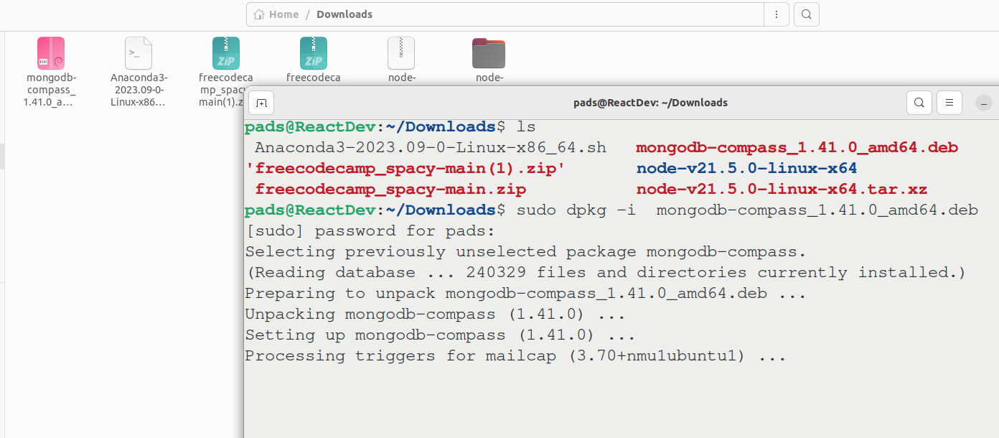 Home / Downloads
mongodb-
compass_
1.41.0_a...
Anaconda3-
2023.09-0-
Linux-x86...
ZiP
freecodeca
mp_spacy
main(1).z
ZiP
freecodeca
node-
node-
pads@ReactDev: ~/Downloads
pads@ReactDev:~/Downloads$ ls
Anaconda3-2023.09-0-Linux-x86_64.sh mongodb-compass_1.41.0_amd64.deb
'freecodecamp_spacy-main(1).zip' node-v21.5.0-linux-x64
freecodecamp_spacy-main.zip node-v21.5.0-linux-x64.tar.xz
pads@ReactDev:~/Downloads$ sudo dpkg -i  mongodb-compass_1.41.0_amd64.deb
[sudo] password for pads:
Selecting previously unselected package mongodb-compass.
(Reading database ... 240329 files and directories currently installed.)
Preparing to unpack mongodb-compass_1.41.0_amd64.deb ...
Unpacking mongodb-compass (1.41.0) ...
Setting up mongodb-compass (1.41.0) ...
Processing triggers for mailcap (3.70+nmu1ubuntu1) ...